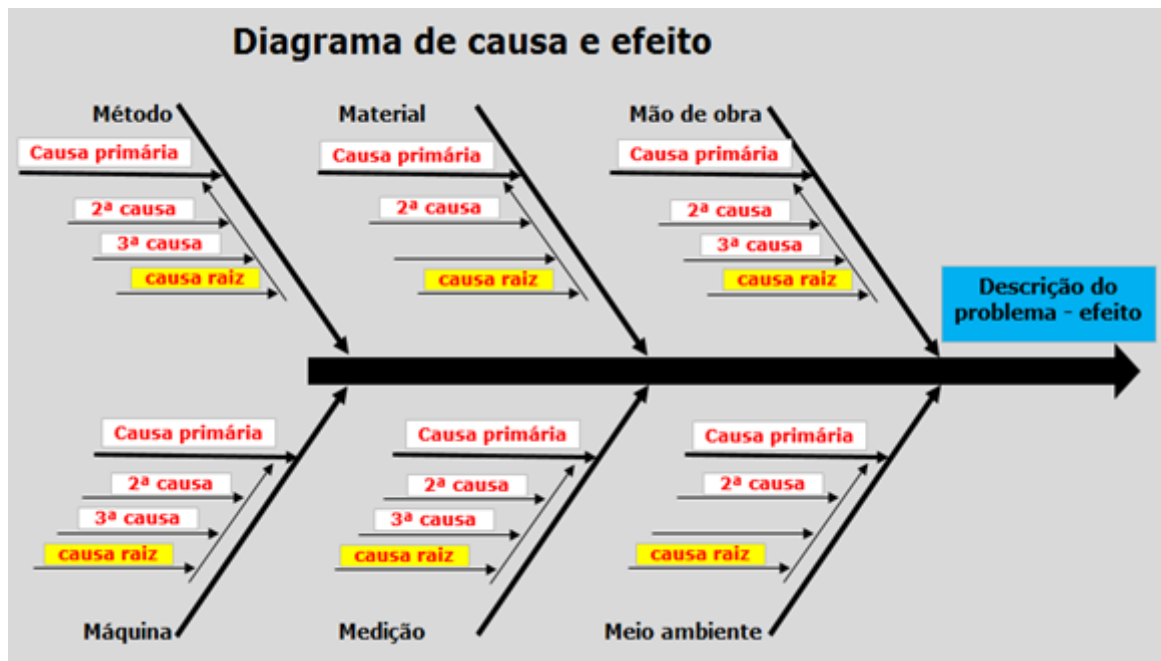 Diagrama de causa e efeito
Método
Causa primária
2ª causa
3ª causa
causa raiz
Material
Causa primária
2ª causa
causa raiz
Mão de obra
Causa primária
2ª causa
3ª causa
causa raiz
Descrição do
problema - efeito
Causa primária
2ª causa
3ª causa
causa raiz
Máquina
Causa primária
2ª causa
3ª causa
causa raiz
Medição
Causa primária
2ª causa
causa raiz
Meio ambiente